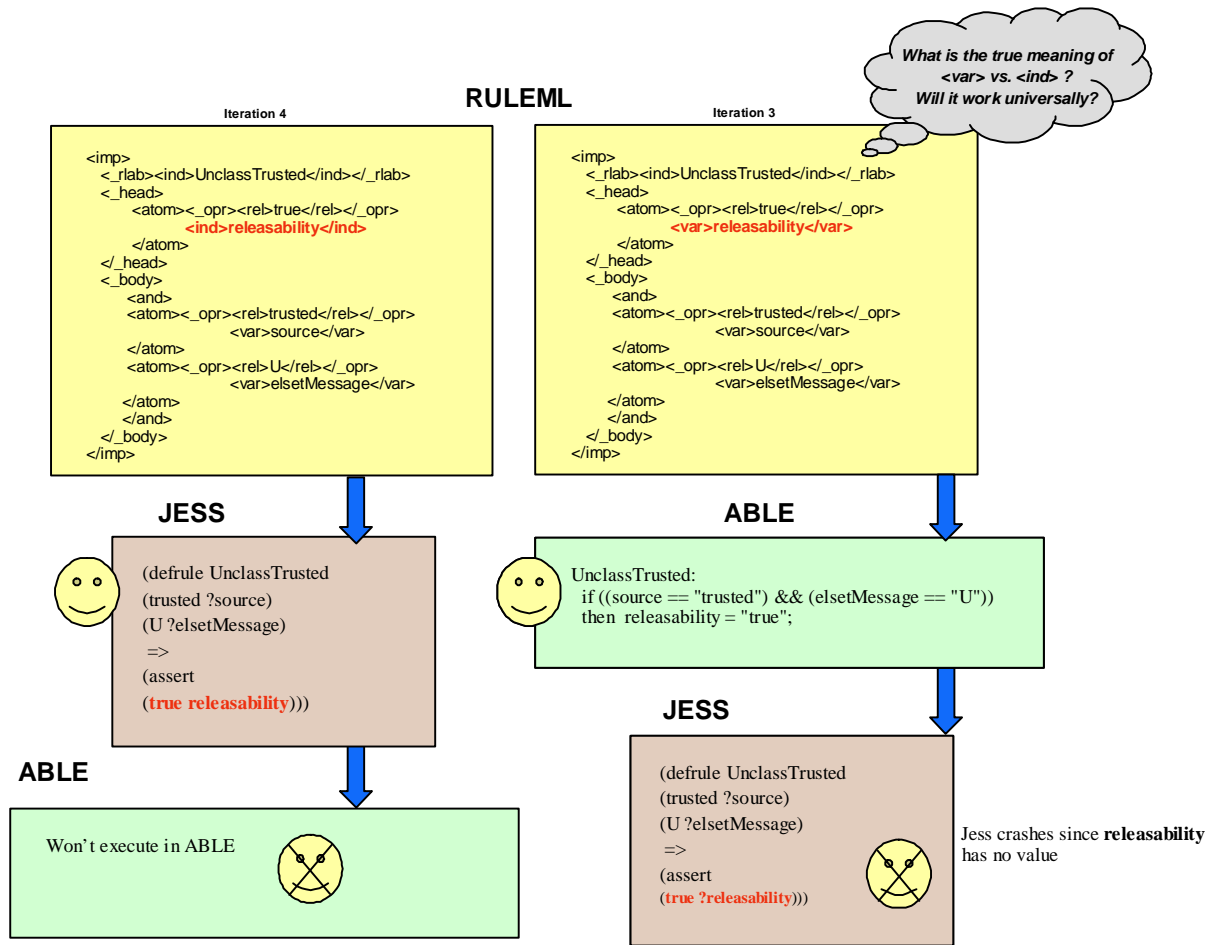 What is the true meaning of
<var> vs. <ind> ?
Will it work universally?
RULEML
Iteration 4
<imp>
<_rlab><ind>UnclassTrusted</ind></_rlab>
<_head>
<atom><_opr><rel>true</rel></_opr>
<ind>releasability</ind>
</atom>
</_head>
<_body>
<and>
<atom><_opr><rel>trusted</rel></_opr>
<var>source</var>
</atom>
<atom><_opr><rel>U</rel></_opr>
<var>elsetMessage</var>
</atom>
</and>
</_body>
</imp>
Iteration 3
<imp>
<_rlab><ind>UnclassTrusted</ind></_rlab>
<_head>
<atom><_opr><rel>true</rel></_opr>
<var>releasability</var>
</atom>
</_head>
<_body>
<and>
<atom><_opr><rel>trusted</rel></_opr>
<var>source</var>
</atom>
<atom><_opr><rel>U</rel></_opr>
<var>elsetMessage</var>
</atom>
</and>
</_body>
</imp>
JESS
(defrule UnclassTrusted
(trusted ?source)
(U ?elsetMessage)
=>
(assert
(true releasability)))
ABLE
Won't execute in ABLE
ABLE
UnclassTrusted:
if ((source == "trusted") && (elsetMessage == "U"))
then releasability = "true";
JESS
(defrule UnclassTrusted
(trusted ?source)
(U ?elsetMessage)
=>
(assert
(true ?releasability)))
Jess crashes since releasability
has no value